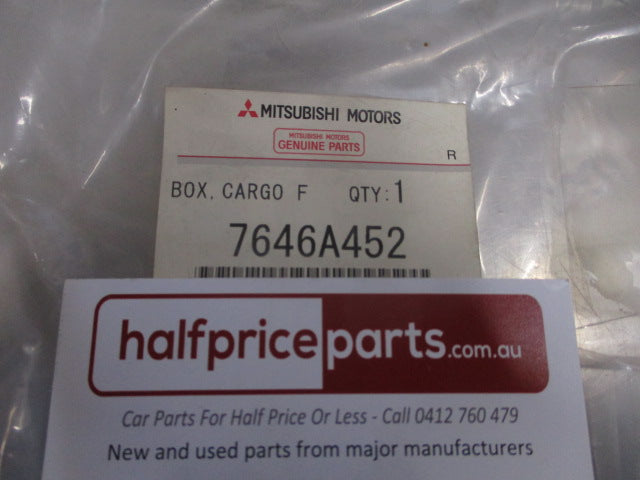 MITSUBISHI MOTORS
MITSUBISHI MOTORS
GENUINE PARTS
R
BOX, CARGO F QTY: 1
7646A452
halfpriceparts.com.au
Car Parts For Half Price Or Less - Call 0412 760 479
New and used parts from major manufacturers